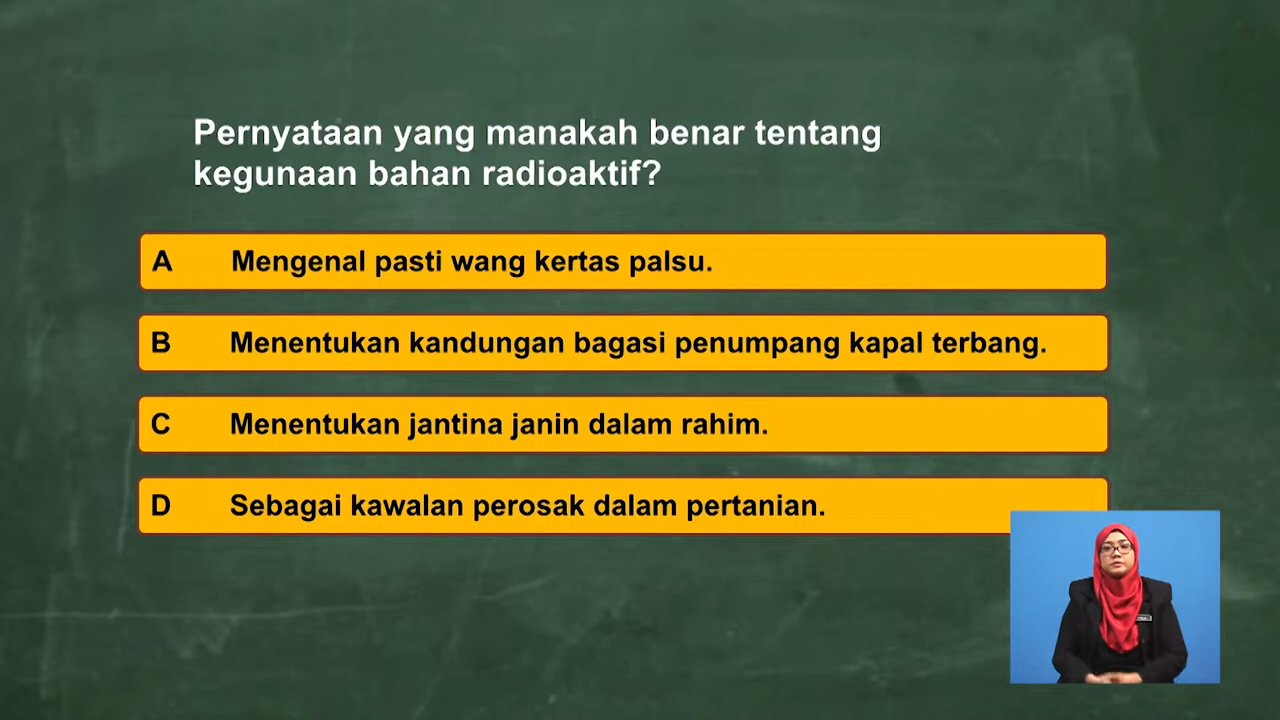 Pernyataan yang manakah benar tentang
kegunaan bahan radioaktif?
A Mengenal pasti wang kertas palsu.
B Menentukan kandungan bagasi penumpang kapal terbang.
C Menentukan jantina janin dalam rahim.
D Sebagai kawalan perosak dalam pertanian.